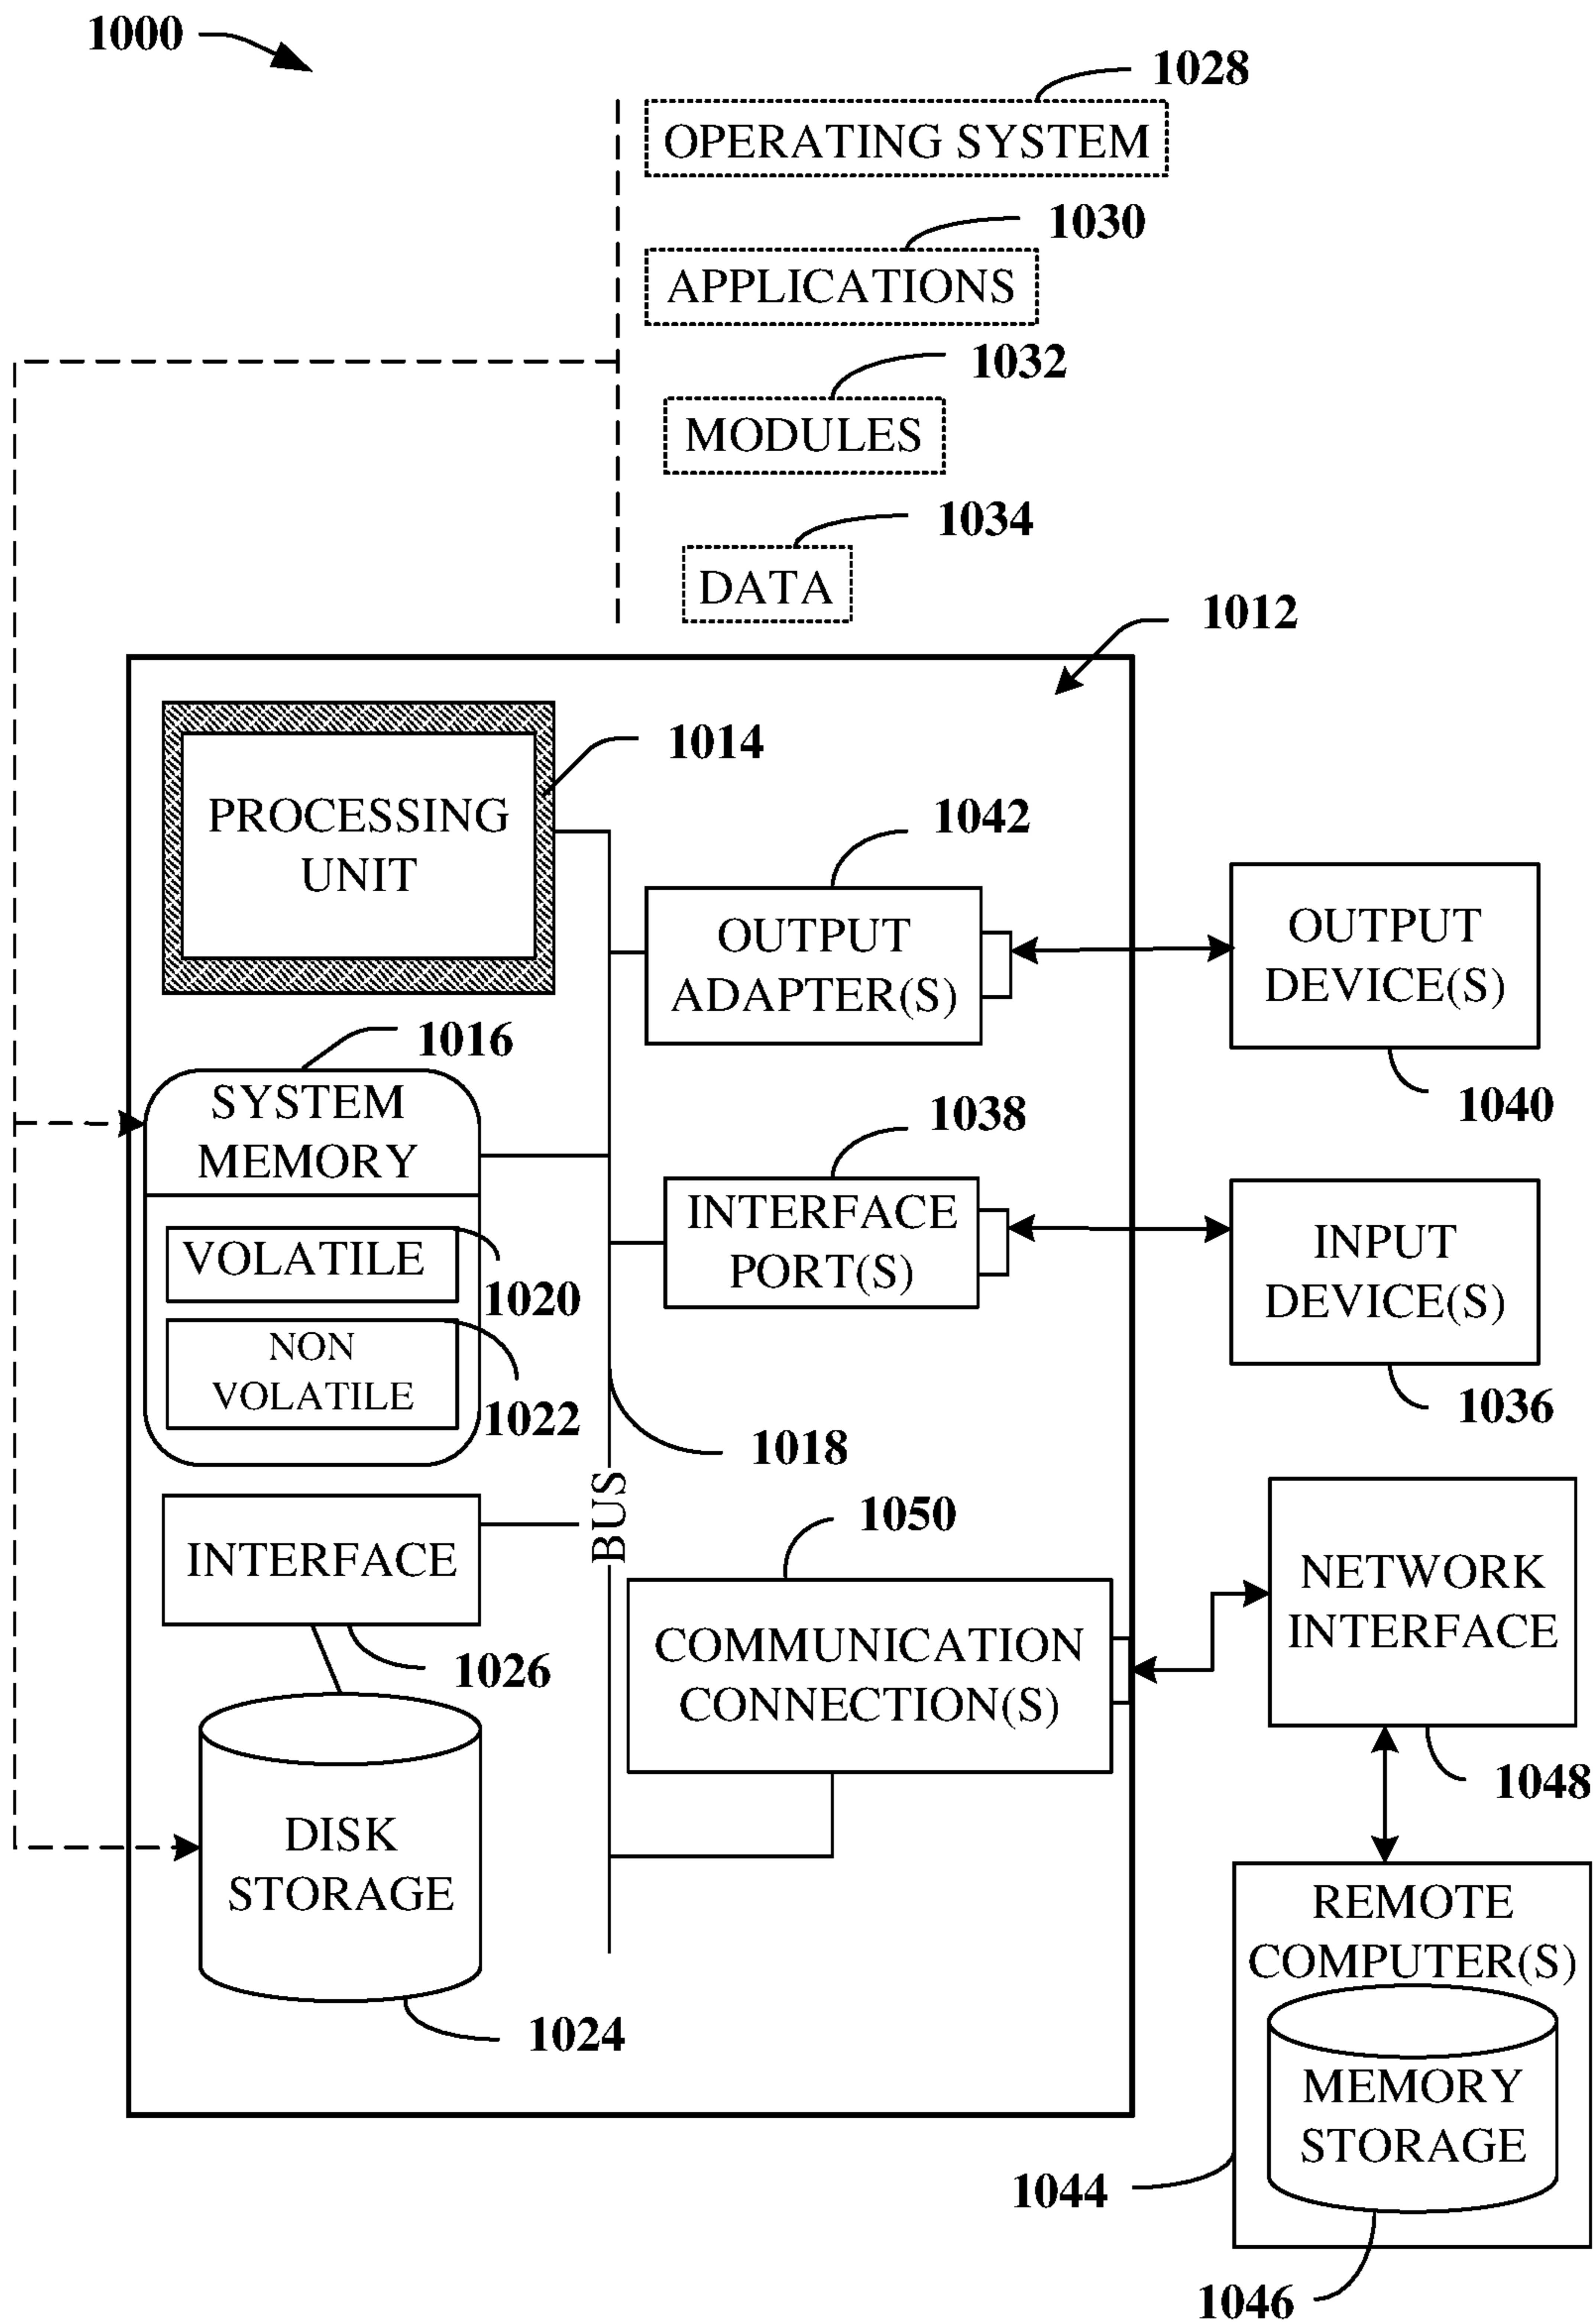 1000
1028
OPERATING SYSTEM
1030
APPLICATIONS
1032
MODULES
1034
DATA
1012
1014
PROCESSING
UNIT
1042
OUTPUT
ADAPTER(S)
OUTPUT
DEVICE(S)
1040
1016
SYSTEM
MEMORY
1038
INTERFACE
PORT(S)
INPUT
DEVICE(S)
1036
VOLATILE
1020
NON
VOLATILE
1022
1018
BUS
INTERFACE
1026
1050
COMMUNICATION
CONNECTION(S)
NETWORK
INTERFACE
1048
DISK
STORAGE
1024
REMOTE
COMPUTER(S)
MEMORY
STORAGE
1044
1046